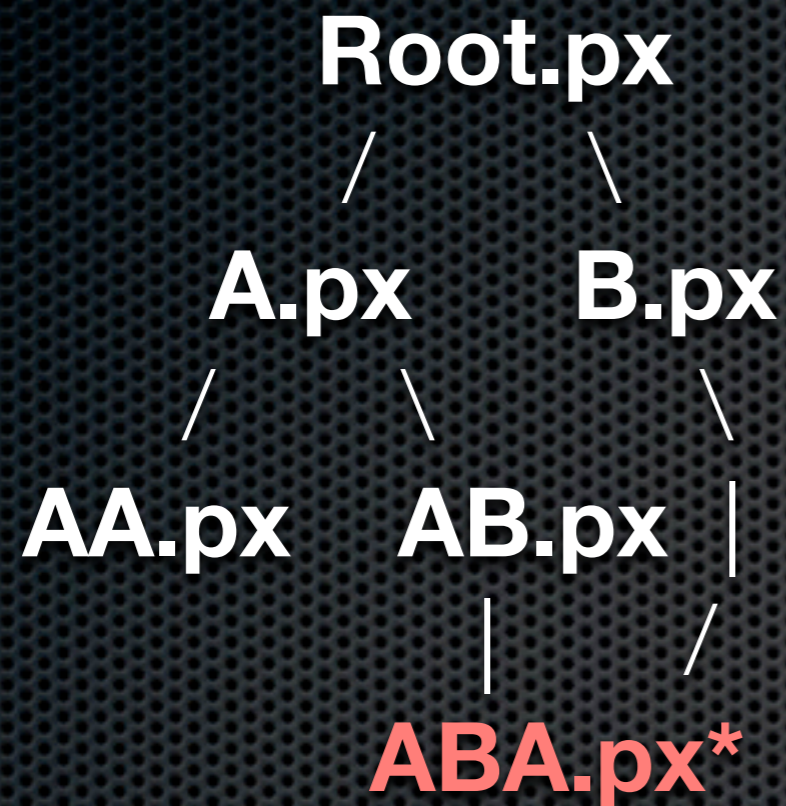 Root.px
/ \
A.px B.px
/ \ \
AA.px AB.px |
| /
ABA.px*